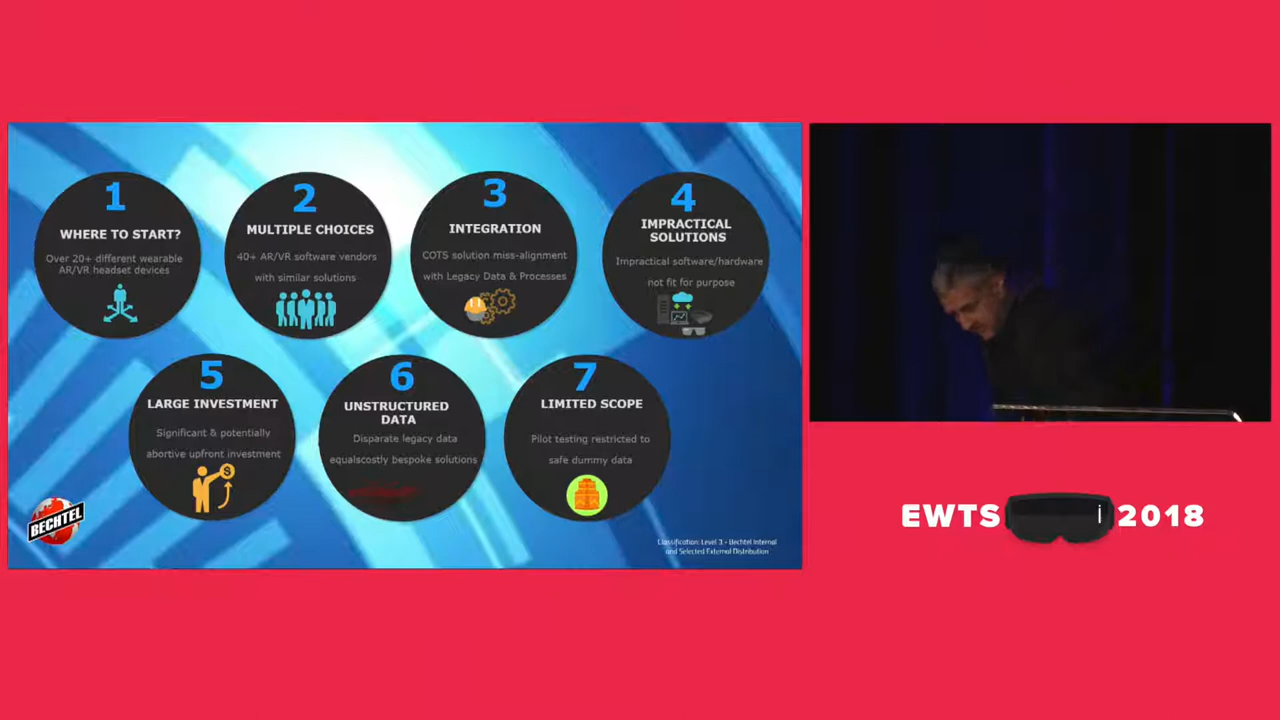 1
WHERE TO START?
Over 20+ different wearable
AR/VR headset devices
2
MULTIPLE CHOICES
40+ AR/VR software vendors
with similar solutions
3
INTEGRATION
COTS solution miss-alignment
with Legacy Data & Processes
4
IMPRACTICAL
SOLUTIONS
Impractical software/hardware
not fit for purpose
5
LARGE INVESTMENT
Significant & potentially
abortive upfront investment
6
UNSTRUCTURED
DATA
Disparate legacy data
equalscostly bespoke solutions
7
LIMITED SCOPE
Pilot testing restricted to
safe dummy data
BECHTEL
Classification: Level 3 - Bechtel Internal
and Selected External Distribution
EWTS 2018